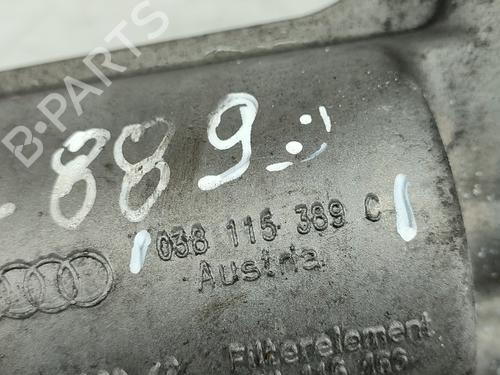 B-PARTS
889
038 115 389 C
Austria
Filterelement